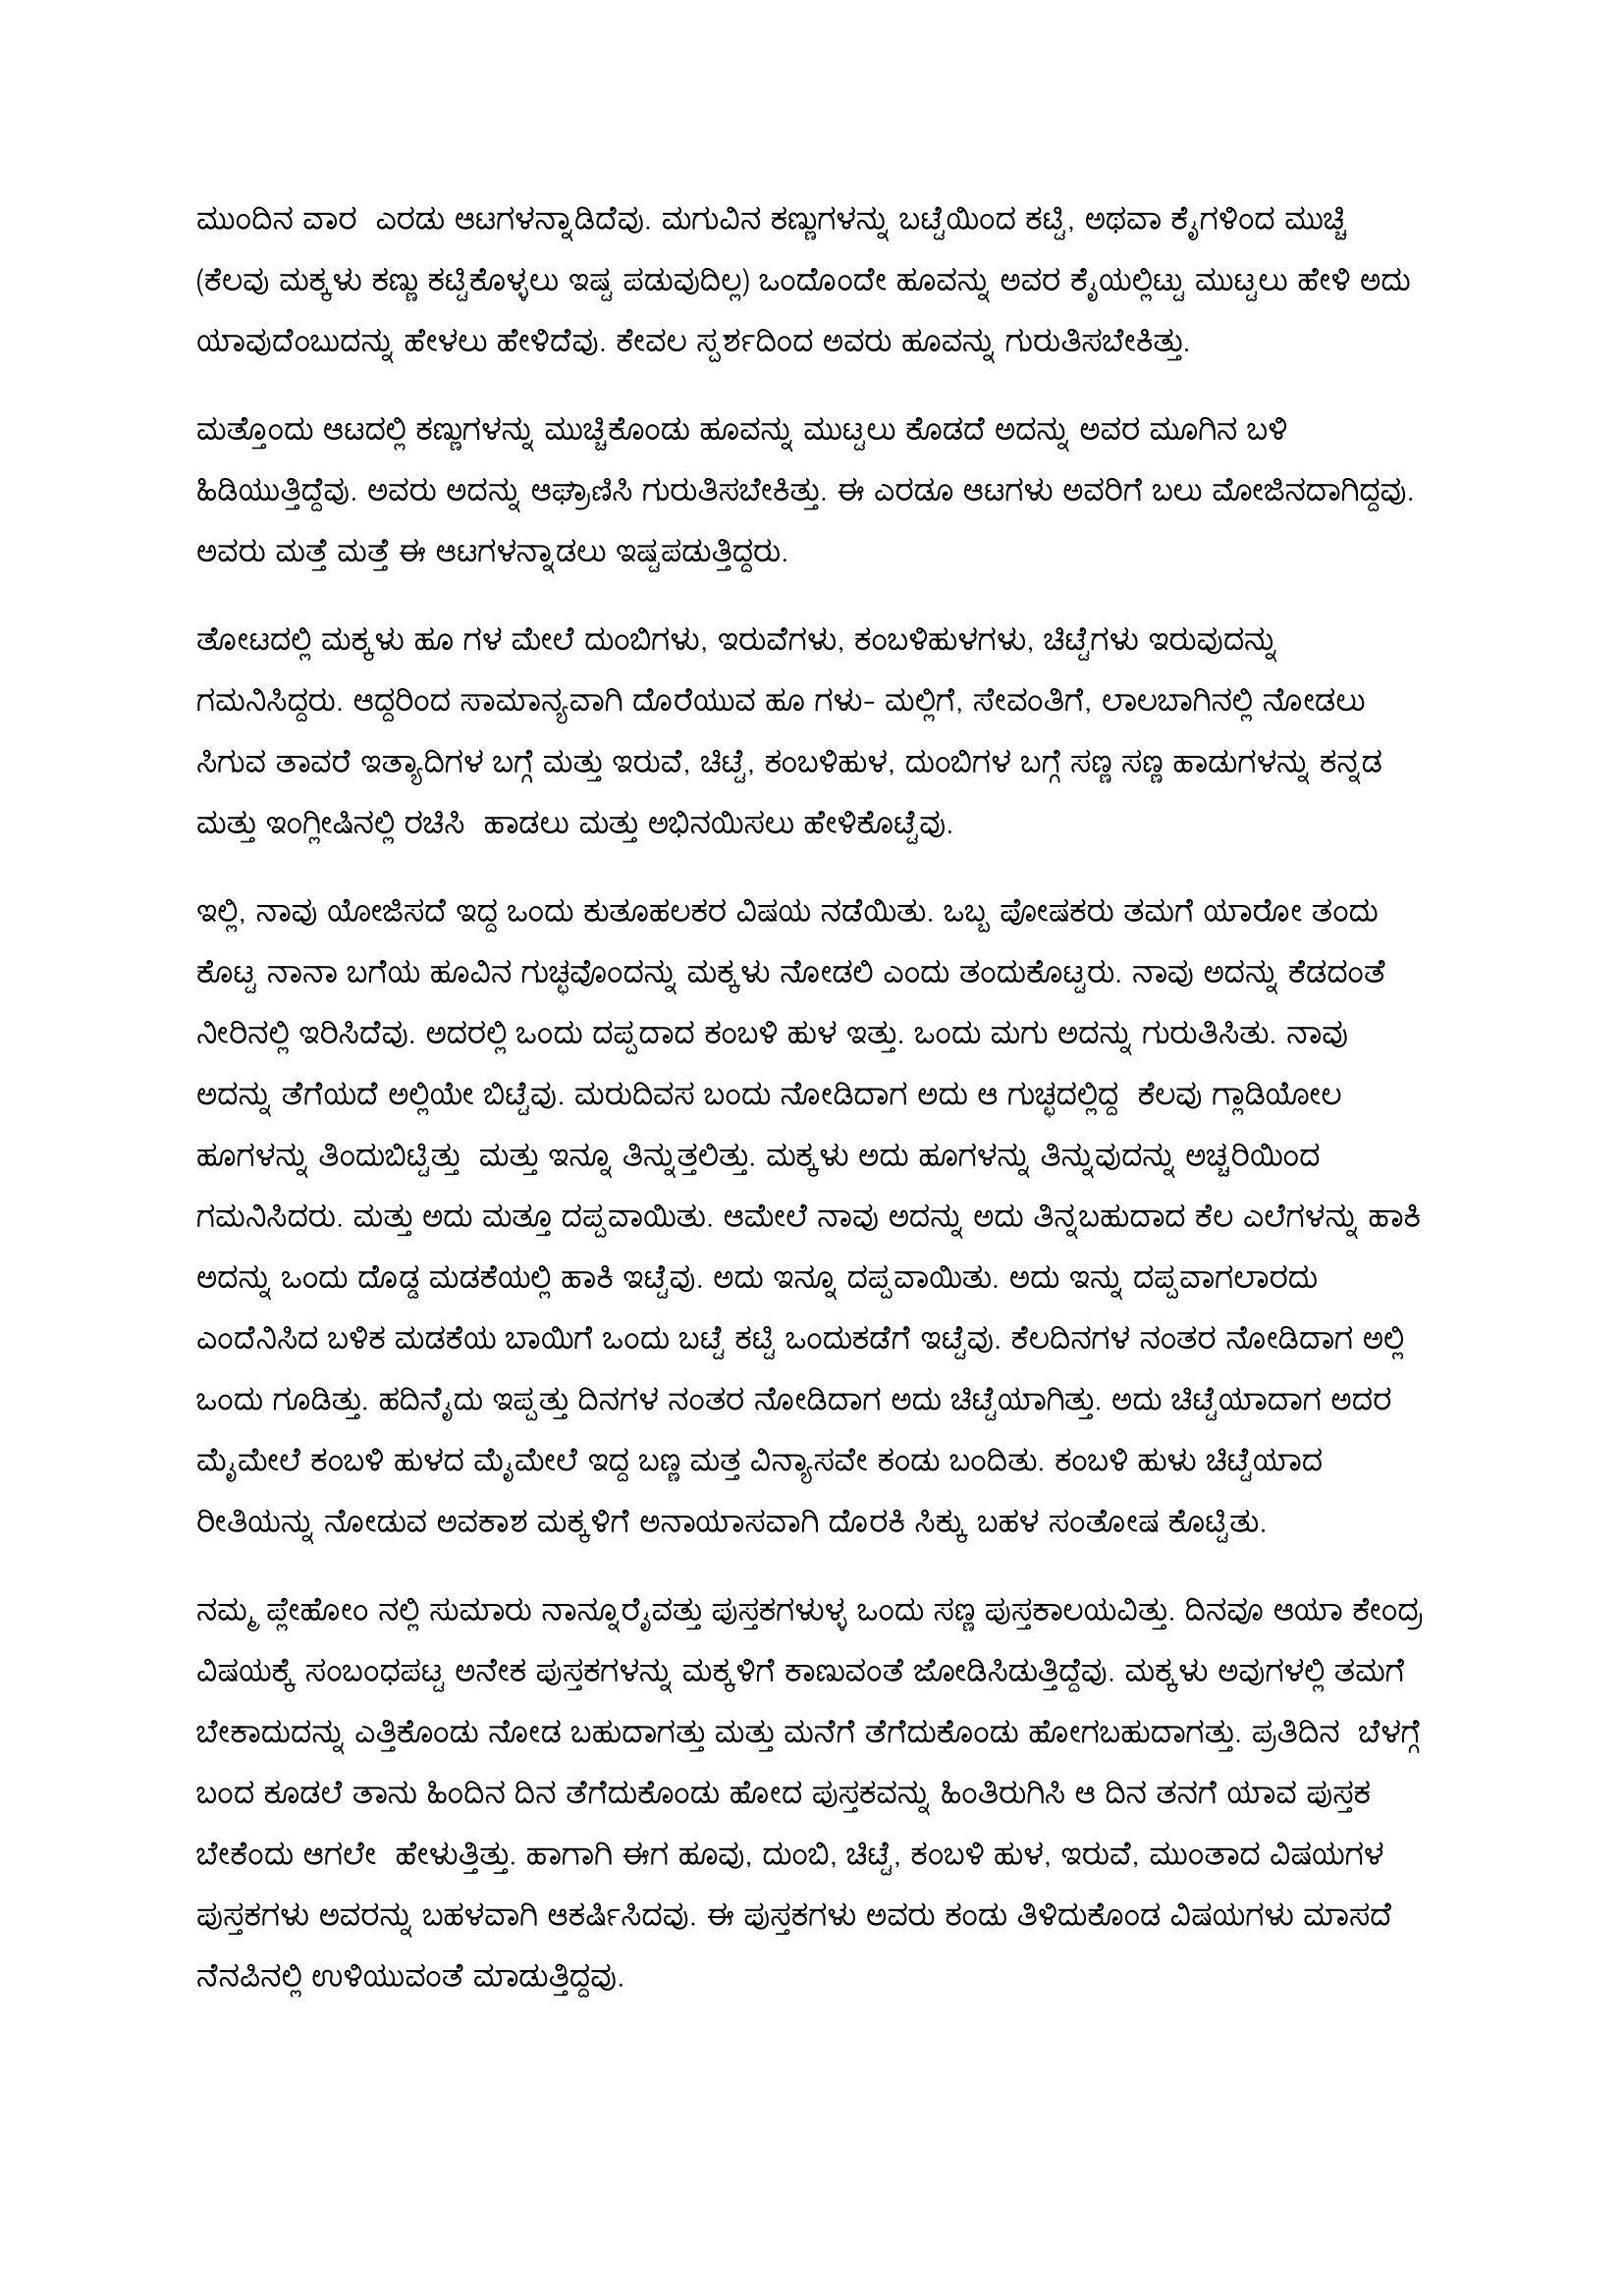 ಮುಂದಿನ ವಾರ  ಎರಡು ಆಟಗಳನ್ನಾಡಿದೆವು. ಮಗುವಿನ ಕಣ್ಣುಗಳನ್ನು ಬಟ್ಟೆಯಿಂದ ಕಟ್ಟಿ, ಅಥವಾ ಕೈಗಳಿಂದ ಮುಚ್ಚಿ
(ಕೆಲವು ಮಕ್ಕಳು ಕಣ್ಣು ಕಟ್ಟಿಕೊಳ್ಳಲು ಇಷ್ಟ ಪಡುವುದಿಲ್ಲ) ಒಂದೊಂದೇ ಹೂವನ್ನು ಅವರ ಕೈಯಲ್ಲಿಟ್ಟು ಮುಟ್ಟಲು ಹೇಳಿ ಅದು
ಯಾವುದೆಂಬುದನ್ನು ಹೇಳಲು ಹೇಳಿದೆವು. ಕೇವಲ ಸ್ಪರ್ಶದಿಂದ ಅವರು ಹೂವನ್ನು ಗುರುತಿಸಬೇಕಿತ್ತು.
ಮತ್ತೊಂದು ಆಟದಲ್ಲಿ ಕಣ್ಣುಗಳನ್ನು ಮುಚ್ಚಿಕೊಂಡು ಹೂವನ್ನು ಮುಟ್ಟಲು ಕೊಡದೆ ಅದನ್ನು ಅವರ ಮೂಗಿನ ಬಳಿ
ಹಿಡಿಯುತ್ತಿದ್ದೆವು. ಅವರು ಅದನ್ನು ಆಘ್ರಾಣಿಸಿ ಗುರುತಿಸಬೇಕಿತ್ತು. ಈ ಎರಡೂ ಆಟಗಳು ಅವರಿಗೆ ಬಲು ಮೋಜಿನದಾಗಿದ್ದವು.
ಅವರು ಮತ್ತೆ ಮತ್ತೆ ಈ ಆಟಗಳನ್ನಾಡಲು ಇಷ್ಟಪಡುತ್ತಿದ್ದರು.
ತೋಟದಲ್ಲಿ ಮಕ್ಕಳು ಹೂ ಗಳ ಮೇಲೆ ದುಂಬಿಗಳು, ಇರುವೆಗಳು, ಕಂಬಳಿಹುಳಗಳು, ಚಿಟ್ಟೆಗಳು ಇರುವುದನ್ನು
ಗಮನಿಸಿದ್ದರು. ಆದ್ದರಿಂದ ಸಾಮಾನ್ಯವಾಗಿ ದೊರೆಯುವ ಹೂ ಗಳು- ಮಲ್ಲಿಗೆ, ಸೇವಂತಿಗೆ, ಲಾಲಬಾಗಿನಲ್ಲಿ ನೋಡಲು
ಸಿಗುವ ತಾವರೆ ಇತ್ಯಾದಿಗಳ ಬಗ್ಗೆ ಮತ್ತು ಇರುವೆ, ಚಿಟ್ಟೆ, ಕಂಬಳಿಹುಳ, ದುಂಬಿಗಳ ಬಗ್ಗೆ ಸಣ್ಣ ಸಣ್ಣ ಹಾಡುಗಳನ್ನು ಕನ್ನಡ
ಮತ್ತು ಇಂಗ್ಲೀಷಿನಲ್ಲಿ ರಚಿಸಿ  ಹಾಡಲು ಮತ್ತು ಅಭಿನಯಿಸಲು ಹೇಳಿಕೊಟ್ಟೆವು.
ಇಲ್ಲಿ, ನಾವು ಯೋಜಿಸದೆ ಇದ್ದ ಒಂದು ಕುತೂಹಲಕರ ವಿಷಯ ನಡೆಯಿತು. ಒಬ್ಬ ಪೋಷಕರು ತಮಗೆ ಯಾರೋ ತಂದು
ಕೊಟ್ಟ ನಾನಾ ಬಗೆಯ ಹೂವಿನ ಗುಚ್ಛವೊಂದನ್ನು ಮಕ್ಕಳು ನೋಡಲಿ ಎಂದು ತಂದುಕೊಟ್ಟರು. ನಾವು ಅದನ್ನು ಕೆಡದಂತೆ
ನೀರಿನಲ್ಲಿ ಇರಿಸಿದೆವು. ಅದರಲ್ಲಿ ಒಂದು ದಪ್ಪದಾದ ಕಂಬಳಿ ಹುಳ ಇತ್ತು. ಒಂದು ಮಗು ಅದನ್ನು ಗುರುತಿಸಿತು. ನಾವು
ಅದನ್ನು ತೆಗೆಯದೆ ಅಲ್ಲಿಯೇ ಬಿಟ್ಟೆವು. ಮರುದಿವಸ ಬಂದು ನೋಡಿದಾಗ ಅದು ಆ ಗುಚ್ಛದಲ್ಲಿದ್ದ  ಕೆಲವು ಗ್ಲಾಡಿಯೋಲ
ಹೂಗಳನ್ನು ತಿಂದುಬಿಟ್ಟಿತ್ತು  ಮತ್ತು ಇನ್ನೂ ತಿನ್ನುತ್ತಲಿತ್ತು. ಮಕ್ಕಳು ಅದು ಹೂಗಳನ್ನು ತಿನ್ನುವುದನ್ನು ಅಚ್ಚರಿಯಿಂದ
ಗಮನಿಸಿದರು. ಮತ್ತು ಅದು ಮತ್ತೂ ದಪ್ಪವಾಯಿತು. ಆಮೇಲೆ ನಾವು ಅದನ್ನು ಅದು ತಿನ್ನಬಹುದಾದ ಕೆಲ ಎಲೆಗಳನ್ನು ಹಾಕಿ
ಅದನ್ನು ಒಂದು ದೊಡ್ಡ ಮಡಕೆಯಲ್ಲಿ ಹಾಕಿ ಇಟ್ಟೆವು. ಅದು ಇನ್ನೂ ದಪ್ಪವಾಯಿತು. ಅದು ಇನ್ನು ದಪ್ಪವಾಗಲಾರದು
ಎಂದೆನಿಸಿದ ಬಳಿಕ ಮಡಕೆಯ ಬಾಯಿಗೆ ಒಂದು ಬಟ್ಟೆ ಕಟ್ಟಿ ಒಂದುಕಡೆಗೆ ಇಟ್ಟೆವು. ಕೆಲದಿನಗಳ ನಂತರ ನೋಡಿದಾಗ ಅಲ್ಲಿ
ಒಂದು ಗೂಡಿತ್ತು. ಹದಿನೈದು ಇಪ್ಪತ್ತು ದಿನಗಳ ನಂತರ ನೋಡಿದಾಗ ಅದು ಚಿಟ್ಟೆಯಾಗಿತ್ತು. ಅದು ಚಿಟ್ಟೆಯಾದಾಗ ಅದರ
ಮೈಮೇಲೆ ಕಂಬಳಿ ಹುಳದ ಮೈಮೇಲೆ ಇದ್ದ ಬಣ್ಣ ಮತ್ತ ವಿನ್ಯಾಸವೇ ಕಂಡು ಬಂದಿತು. ಕಂಬಳಿ ಹುಳು ಚಿಟ್ಟೆಯಾದ
ರೀತಿಯನ್ನು ನೋಡುವ ಅವಕಾಶ ಮಕ್ಕಳಿಗೆ ಅನಾಯಾಸವಾಗಿ ದೊರಕಿ ಸಿಕ್ಕು ಬಹಳ ಸಂತೋಷ ಕೊಟ್ಟಿತು.
ನಮ್ಮ ಪ್ಲೇಹೋಂ ನಲ್ಲಿ ಸುಮಾರು ನಾನ್ನೂರೈವತ್ತು ಪುಸ್ತಕಗಳುಳ್ಳ ಒಂದು ಸಣ್ಣ ಪುಸ್ತಕಾಲಯವಿತ್ತು. ದಿನವೂ ಆಯಾ ಕೇಂದ್ರ
ವಿಷಯಕ್ಕೆ ಸಂಬಂಧಪಟ್ಟ ಅನೇಕ ಪುಸ್ತಕಗಳನ್ನು ಮಕ್ಕಳಿಗೆ ಕಾಣುವಂತೆ ಜೋಡಿಸಿಡುತ್ತಿದ್ದೆವು. ಮಕ್ಕಳು ಅವುಗಳಲ್ಲಿ ತಮಗೆ
ಬೇಕಾದುದನ್ನು ಎತ್ತಿಕೊಂಡು ನೋಡ ಬಹುದಾಗತ್ತು ಮತ್ತು ಮನೆಗೆ ತೆಗೆದುಕೊಂಡು ಹೋಗಬಹುದಾಗತ್ತು. ಪ್ರತಿದಿನ  ಬೆಳಗ್ಗೆ
ಬಂದ ಕೂಡಲೆ ತಾನು ಹಿಂದಿನ ದಿನ ತೆಗೆದುಕೊಂಡು ಹೋದ ಪುಸ್ತಕವನ್ನು ಹಿಂತಿರುಗಿಸಿ ಆ ದಿನ ತನಗೆ ಯಾವ ಪುಸ್ತಕ
ಬೇಕೆಂದು ಆಗಲೇ  ಹೇಳುತ್ತಿತ್ತು. ಹಾಗಾಗಿ ಈಗ ಹೂವು, ದುಂಬಿ, ಚಿಟ್ಟೆ, ಕಂಬಳಿ ಹುಳ, ಇರುವೆ, ಮುಂತಾದ ವಿಷಯಗಳ
ಪುಸ್ತಕಗಳು ಅವರನ್ನು ಬಹಳವಾಗಿ ಆಕರ್ಷಿಸಿದವು. ಈ ಪುಸ್ತಕಗಳು ಅವರು ಕಂಡು ತಿಳಿದುಕೊಂಡ ವಿಷಯಗಳು ಮಾಸದೆ
ನೆನಪಿನಲ್ಲಿ ಉಳಿಯುವಂತೆ ಮಾಡುತ್ತಿದ್ದವು.